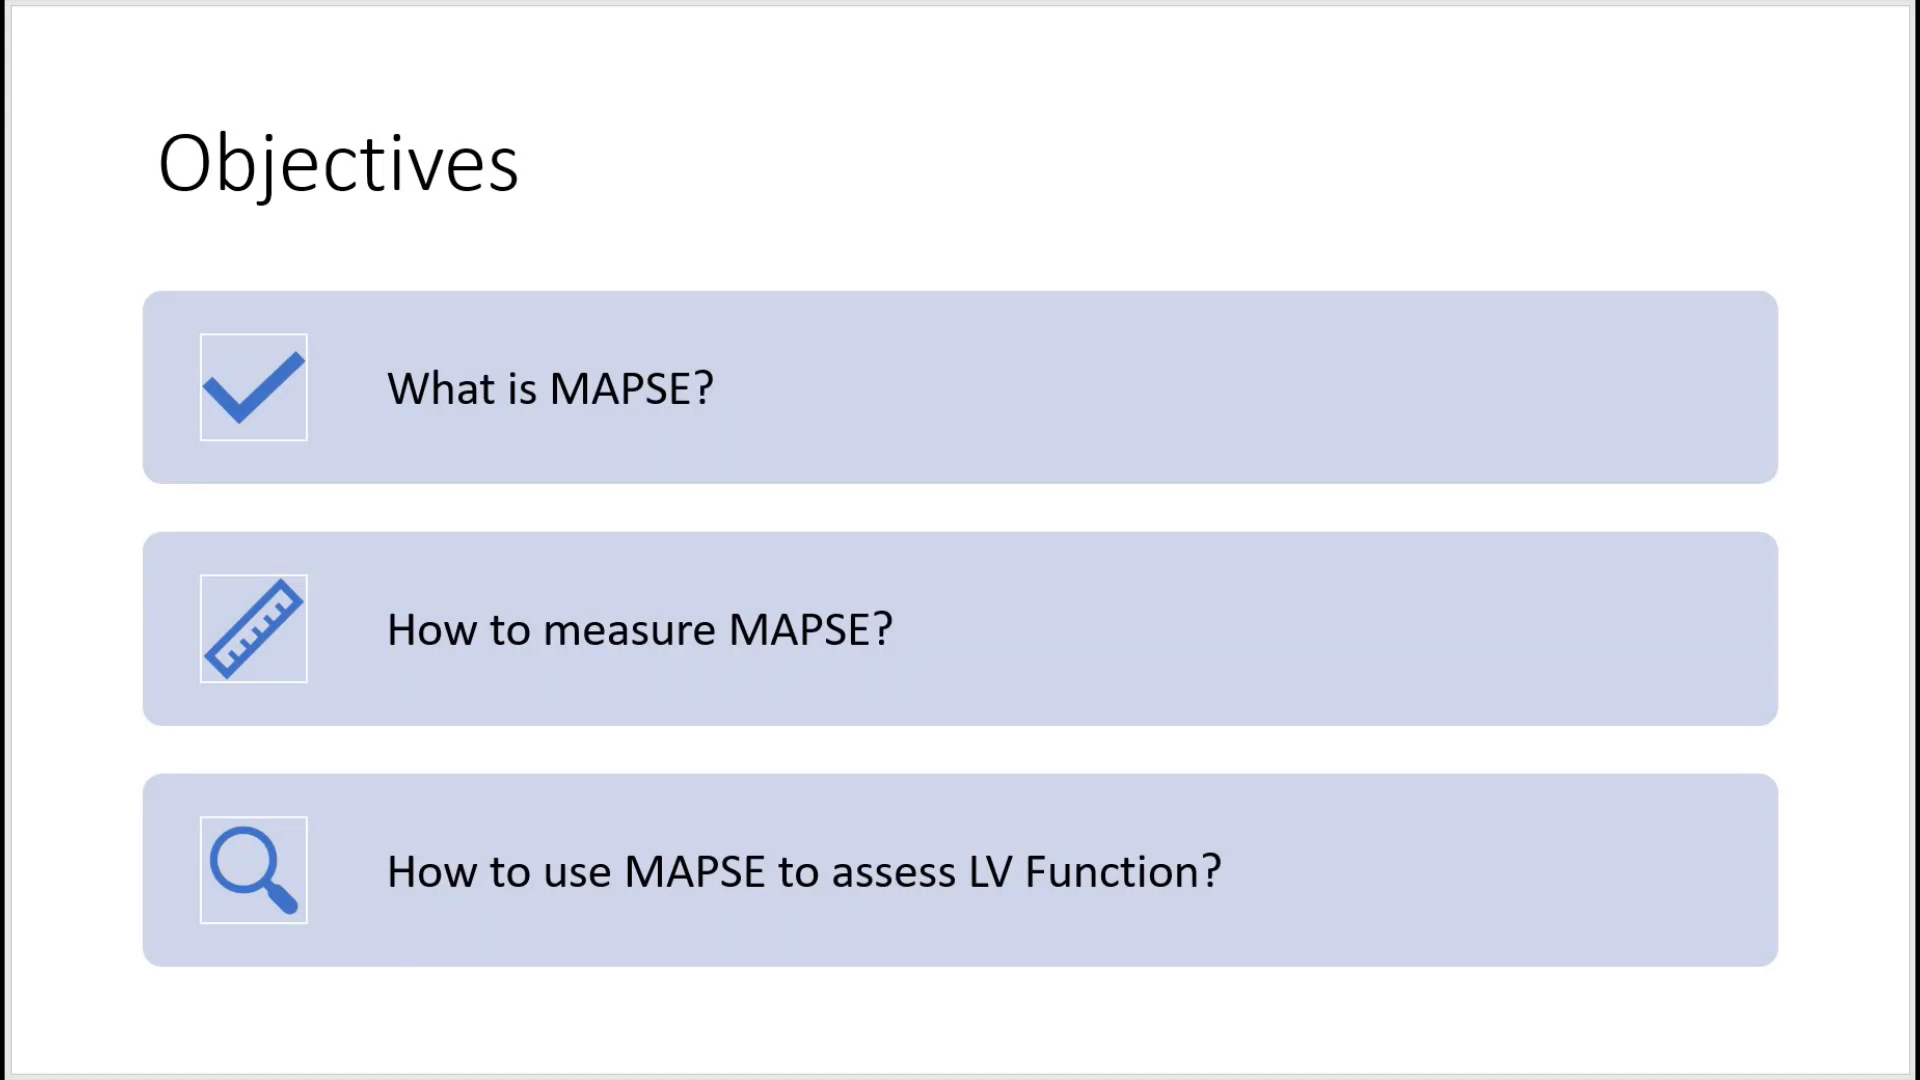 Objectives
What is MAPSE?
How to measure MAPSE?
How to use MAPSE to assess LV Function?